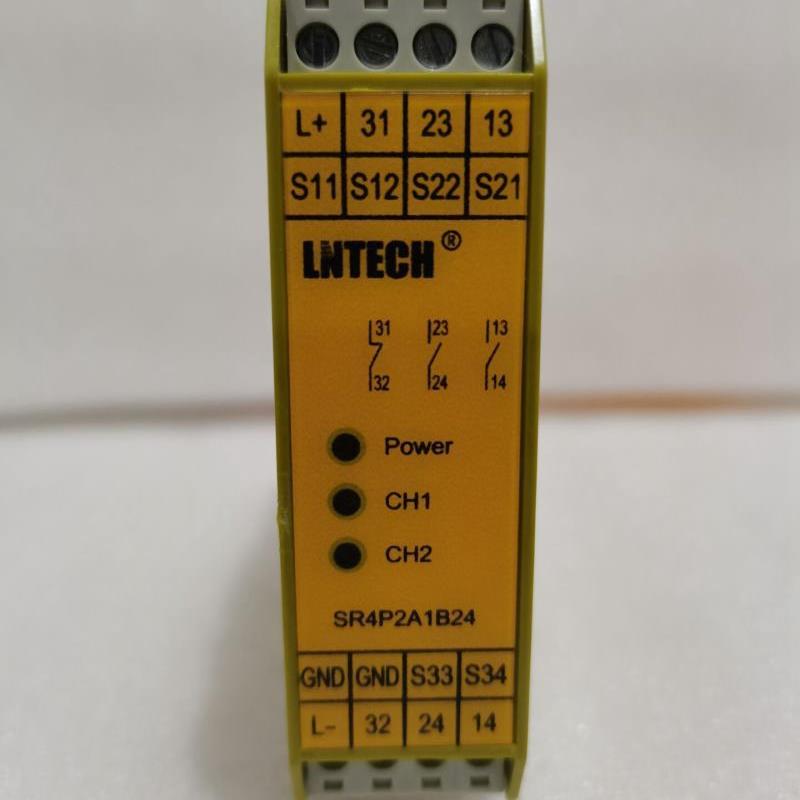 L+ 31 23 13
S11 S12 S22 S21
LNTECH ®
31 23 13
32 24 14
Power
CH1
CH2
SR4P2A1B24
GND GND S33 S34
L- 32 24 14